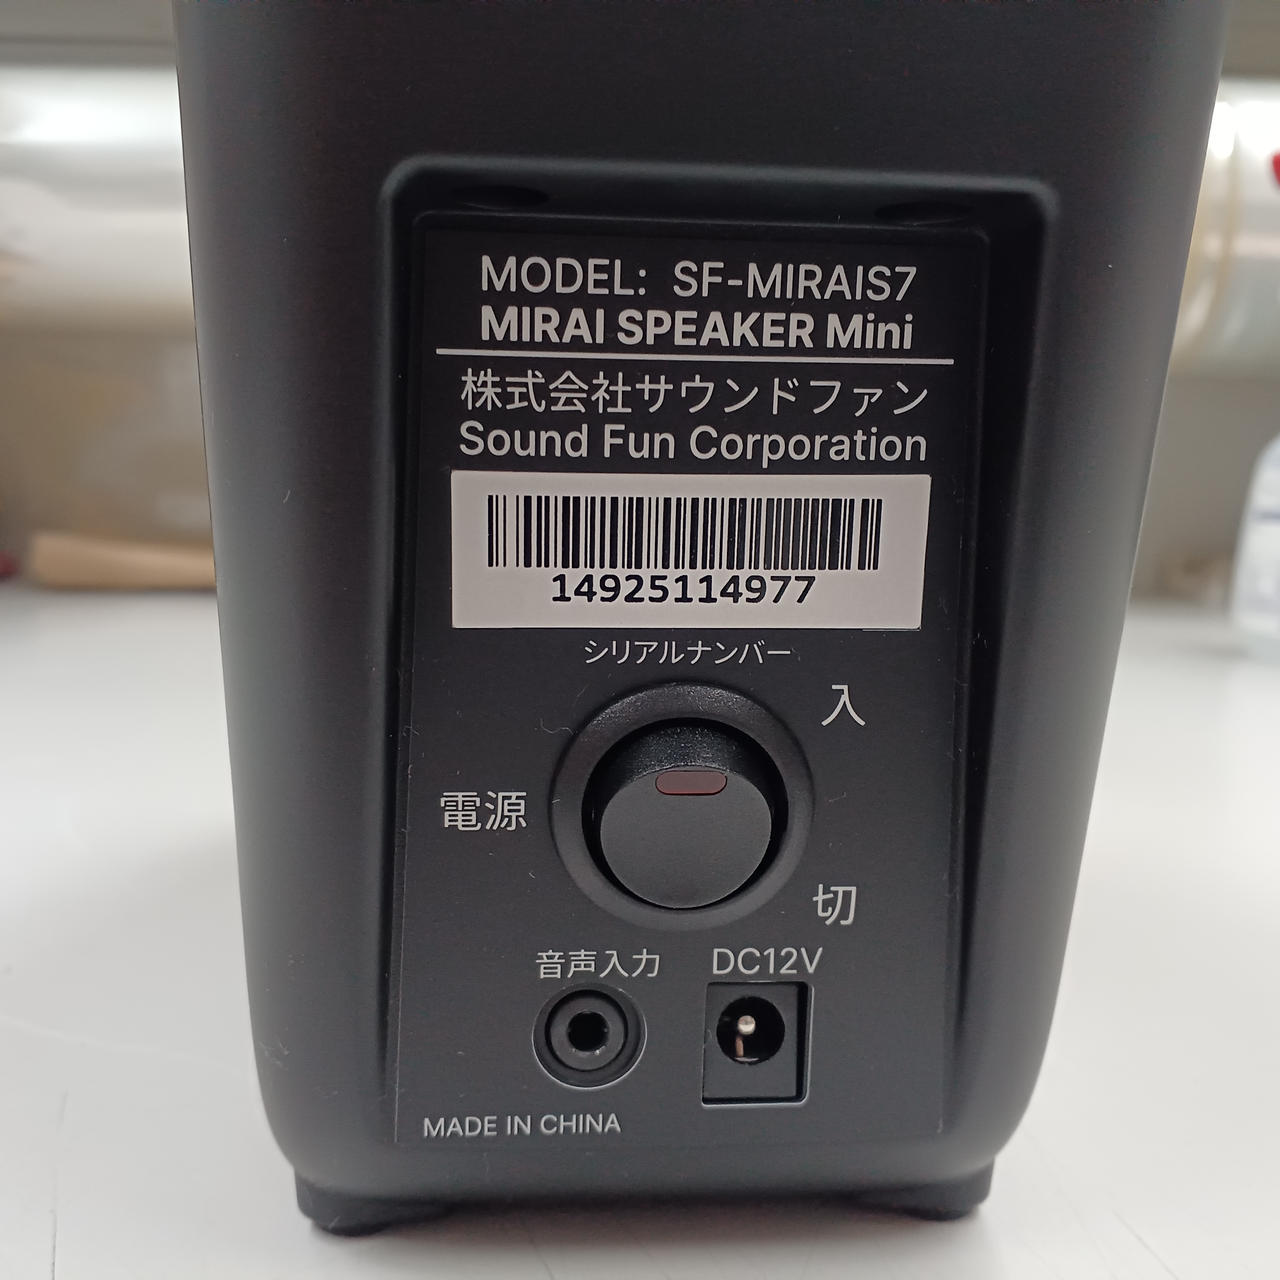 MODEL: SF-MIRAIS7
MIRAI SPEAKER Mini
株式会社サウンドファン
Sound Fun Corporation
14925114977
シリアルナンバー
入
電源
切
音声入力 DC12V
MADE IN CHINA